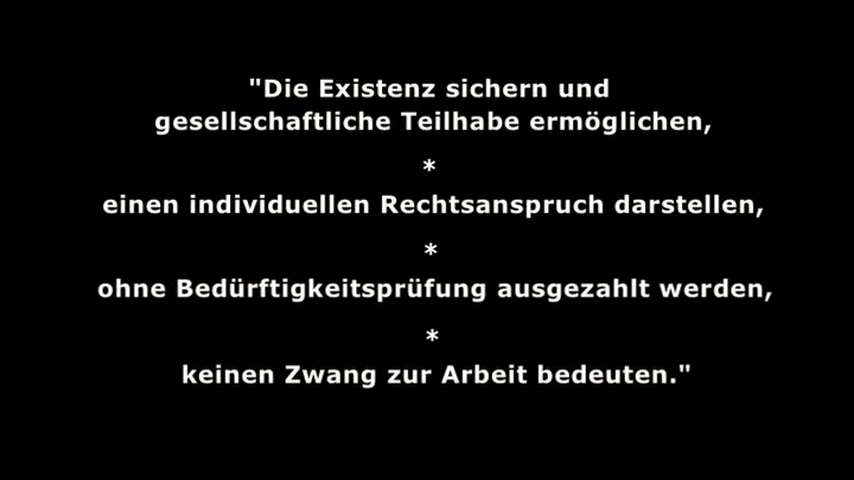 "Die Existenz sichern und
gesellschaftliche Teilhabe ermöglichen,
*
einen individuellen Rechtsanspruch darstellen,
*
ohne Bedürftigkeitsprüfung ausgezahlt werden,
*
keinen Zwang zur Arbeit bedeuten."